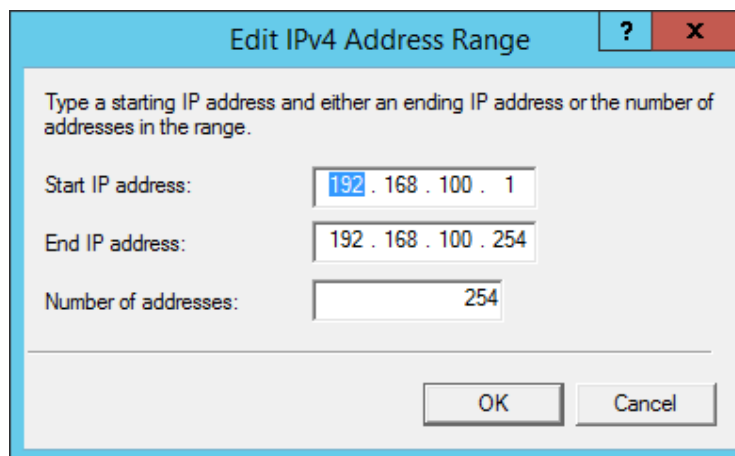 Edit IPv4 Address Range
?
x
Type a starting IP address and either an ending IP address or the number of
addresses in the range.
Start IP address: 192 . 168 . 100 . 1
End IP address: 192 . 168 . 100 . 254
Number of addresses: 254
OK Cancel